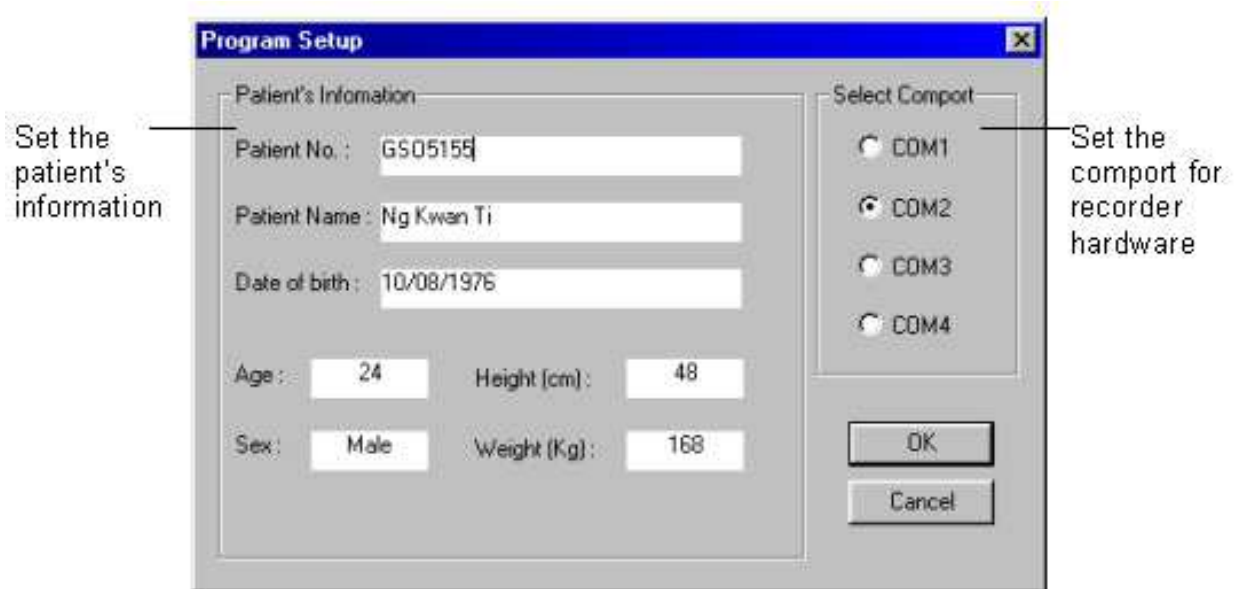 Program Setup
Patient's Infomation
Select Comport
Set the
patient's
information
Patient No. : GS05155
Patient Name : Ng Kwan Ti
Date of birth : 10/08/1976
Age : 24
Height (cm) : 48
Sex : Male
Weight (Kg) : 168
COM1
COM2
COM3
COM4
Set the
comport for
recorder
hardware
OK
Cancel